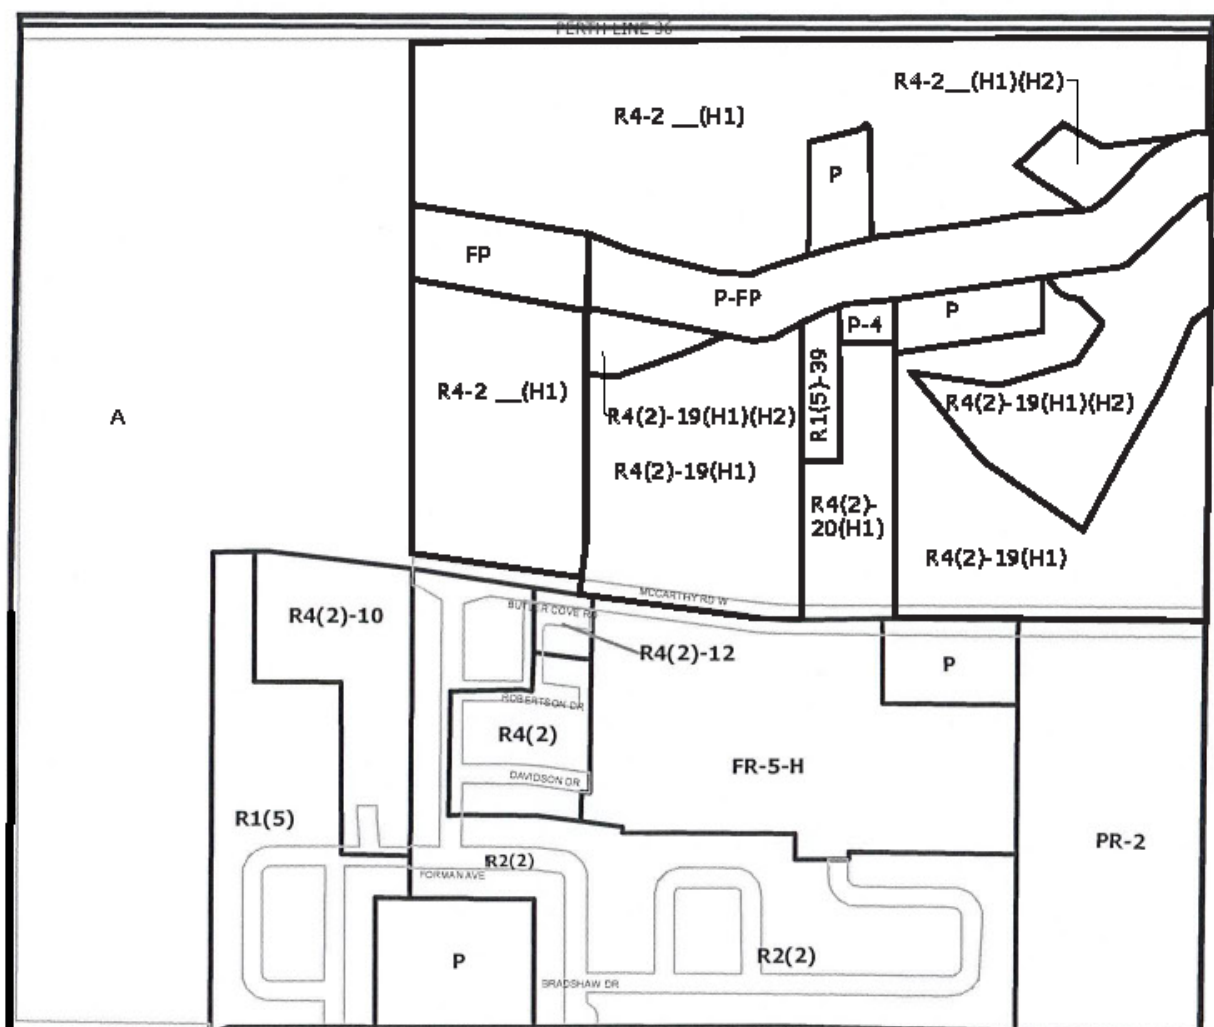 PERTH LINE 36
R4-2__(H1)(H2)
R4-2 __(H1)
P
FP
P-FP
P
P-4
R1(5)-39
R4-2 __(H1)
A
R4(2)-19(H1)(H2)
R4(2)-19(H1)(H2)
R4(2)-19(H1)
R4(2)-
20(H1)
R4(2)-19(H1)
MCCARTHY RD W
BUTLER COVE RD
R4(2)-10
R4(2)-12
P
ROBERTSON DR
R4(2)
FR-5-H
DAVIDSON DR
R1(5)
PR-2
R2(2)
FORMAN AVE
R2(2)
P
BRADSHAW DR